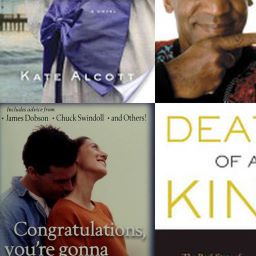 A NOVEL
KATE ALCOTT
Includes advice from
• James Dobson • Chuck Swindoll • and Others!
Congratulations,
you're gonna
DEAT
OF A
KIN